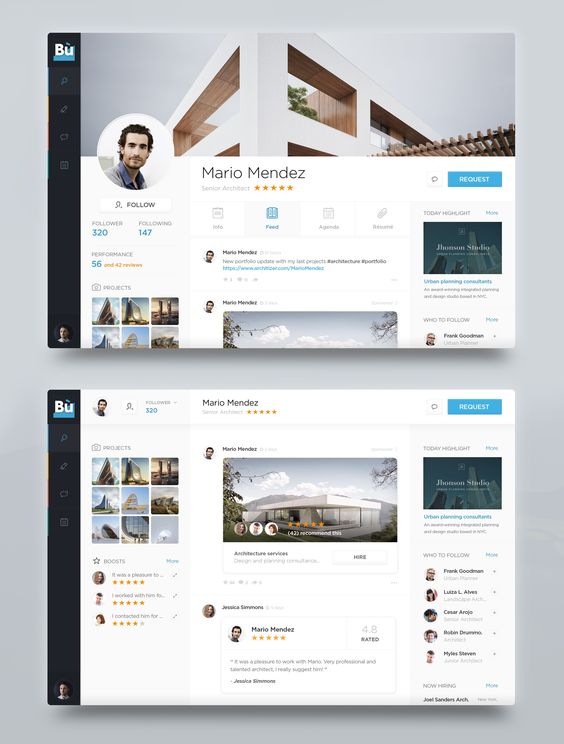 Bù
Mario Mendez
Senior Architect
REQUEST
FOLLOW
FOLLOWER
FOLLOWING
320
147
PERFORMANCE
56 and 42 reviews
PROJECTS
Info
Feed
Agenda
Résumé
Mario Mendez
New portfolio update with my last projects #architecture #portfolio
https://www.architizer.com/MarioMendez
Mario Mendez
TODAY HIGHLIGHT More
Jhonson Studio
URBAN PLANNING CONSULTANTS
Urban planning consultants
An award-winning integrated planning
and design studio based in NYC.
WHO TO FOLLOW More
Frank Goodman +
Urban Planner
Bù
FOLLOWER
320
Mario Mendez
Senior Architect
REQUEST
PROJECTS
BOOSTS More
It was a pleasure to ...
I worked with him fo...
I contacted him for ...
Mario Mendez
(42) recommend this
Architecture services
Design and planning consultance...
HIRE
Jessica Simmons
Mario Mendez
4.8
RATED
“ It was a pleasure to work with Mario. Very professional and
talented architect, I really suggest him! ”
- Jessica Simmons
TODAY HIGHLIGHT More
Jhonson Studio
URBAN PLANNING CONSULTANTS
Urban planning consultants
An award-winning integrated planning
and design studio based in NYC.
WHO TO FOLLOW More
Frank Goodman +
Urban Planner
Luiza L. Alves +
Landscape Arch...
Cesar Arojo +
Senior Architect
Robin Drummo. +
Architect
Myles Steven +
Junior Architect
NOW HIRING More
Joel Sanders Arch. New York,